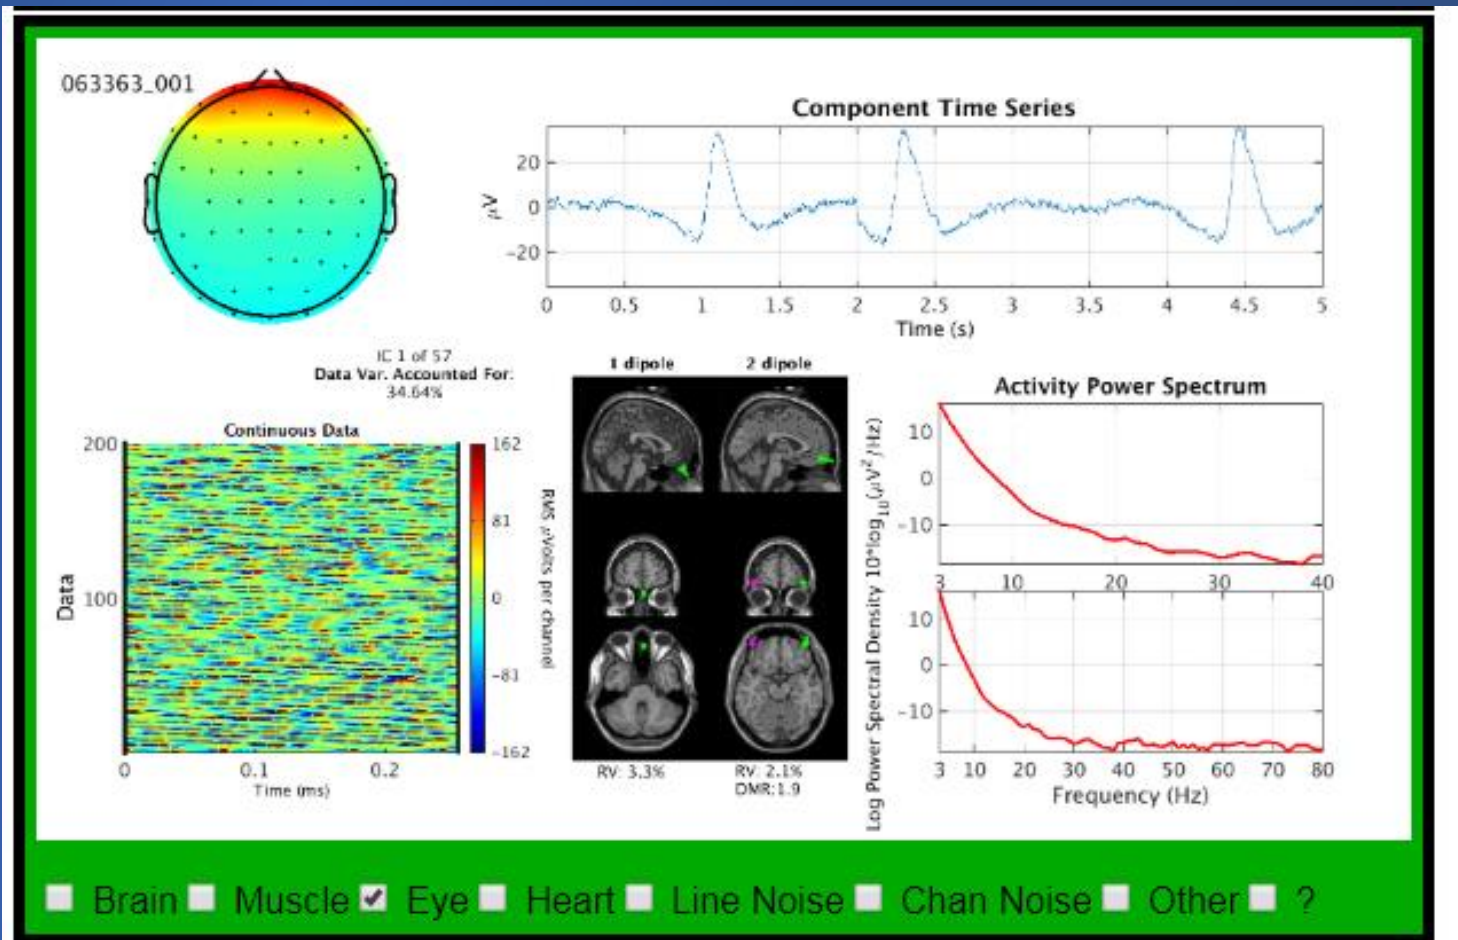 063363_001
Component Time Series
μV
20
0
-20
0 0.5 1 1.5 2 2.5 3 3.5 4 4.5 5
Time (s)
IC 1 of 57
Data Var. Accounted For:
34.64%
Continuous Data
Data
200
100
0 0.1 0.2
Time (ms)
162
81
0
-81
-162
RMS μVolts per channel
1 dipole 2 dipole
RV: 3.3% RV: 2.1%
DMR:1.9
Activity Power Spectrum
Log Power Spectral Density 10*log10(μV2/Hz)
10
0
-10
3 10 20 30 40
10
0
-10
3 10 20 30 40 50 60 70 80
Frequency (Hz)
Brain Muscle Eye Heart Line Noise Chan Noise Other ?